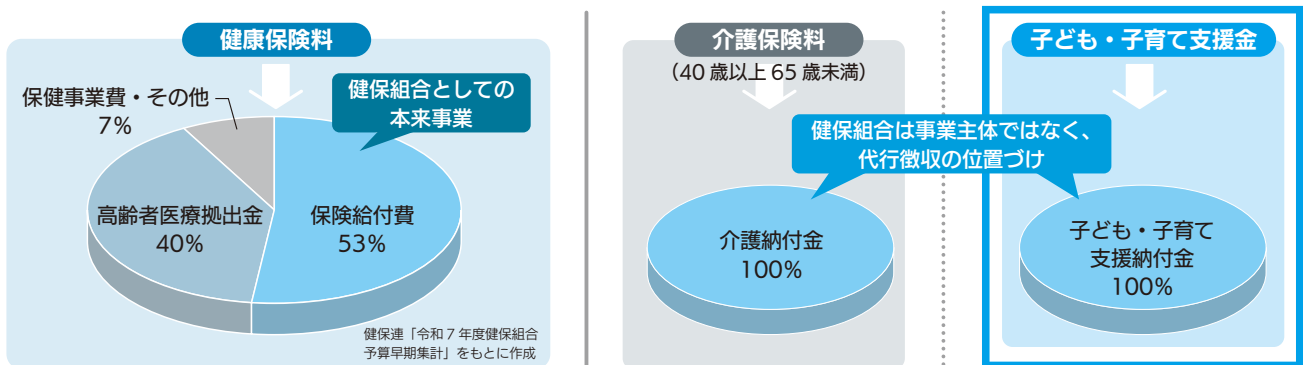 健康保険料
保健事業費・その他
7%
健保組合としての
本来事業
高齢者医療拠出金
40%
保険給付費
53%
健保連「令和7年度健保組合
予算早期集計」をもとに作成
介護保険料
（40歳以上65歳未満）
健保組合は事業主体ではなく、
代行徴収の位置づけ
介護納付金
100%
子ども・子育て支援金
子ども・子育て
支援納付金
100%